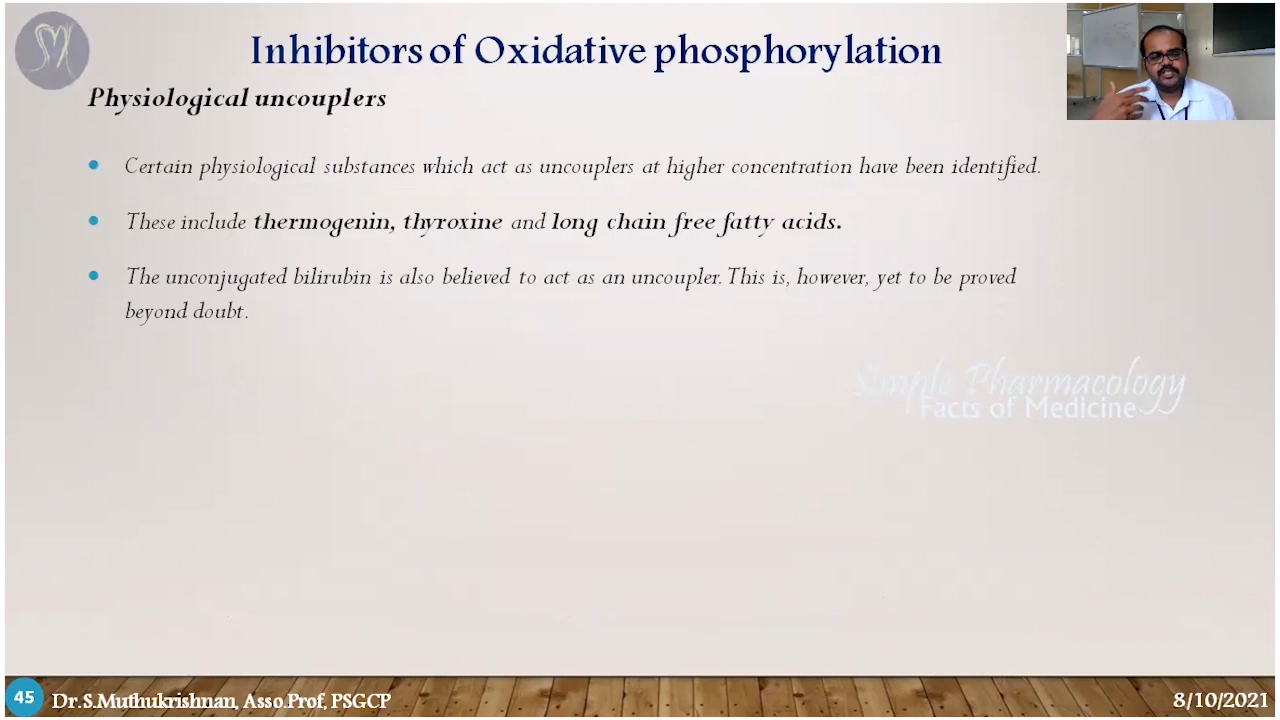 Inhibitors of Oxidative phosphorylation
Physiological uncouplers
Certain physiological substances which act as uncouplers at higher concentration have been identified.
These include thermogenin, thyroxine and long chain free fatty acids.
The unconjugated bilirubin is also believed to act as an uncoupler. This is, however, yet to be proved
beyond doubt.
Simple Pharmacology
Facts of Medicine
45 Dr.S.Muthukrishnan, Asso.Prof, PSGCP 8/10/2021